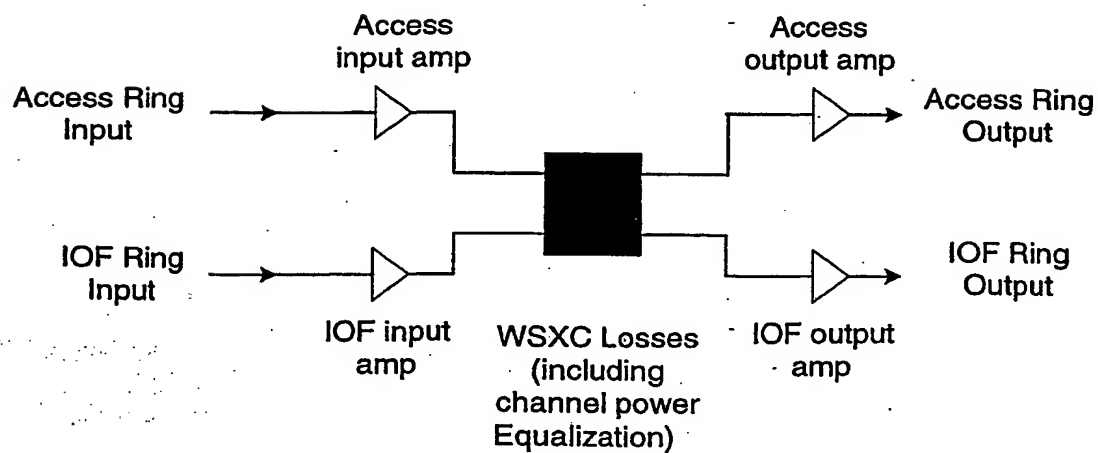 Access
input amp
Access
output amp
Access Ring
Input
Access Ring
Output
IOF Ring
Input
IOF Ring
Output
IOF input
amp
WSXC Losses
(including
channel power
Equalization)
IOF output
amp